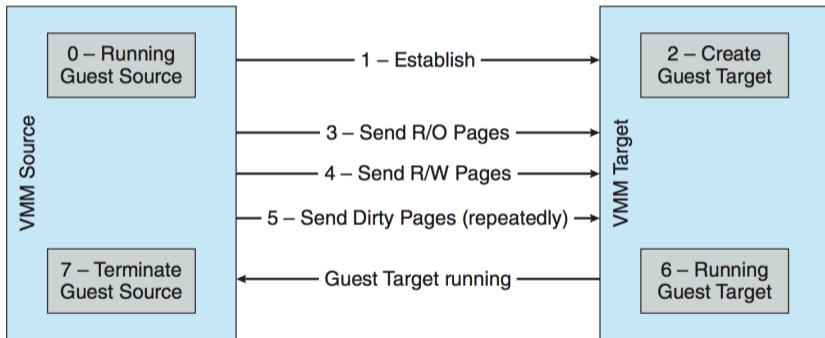 VMM Source
0 – Running
Guest Source
1 – Establish
2 – Create
Guest Target
3 – Send R/O Pages
4 – Send R/W Pages
5 – Send Dirty Pages (repeatedly)
VMM Target
7 – Terminate
Guest Source
Guest Target running
6 – Running
Guest Target